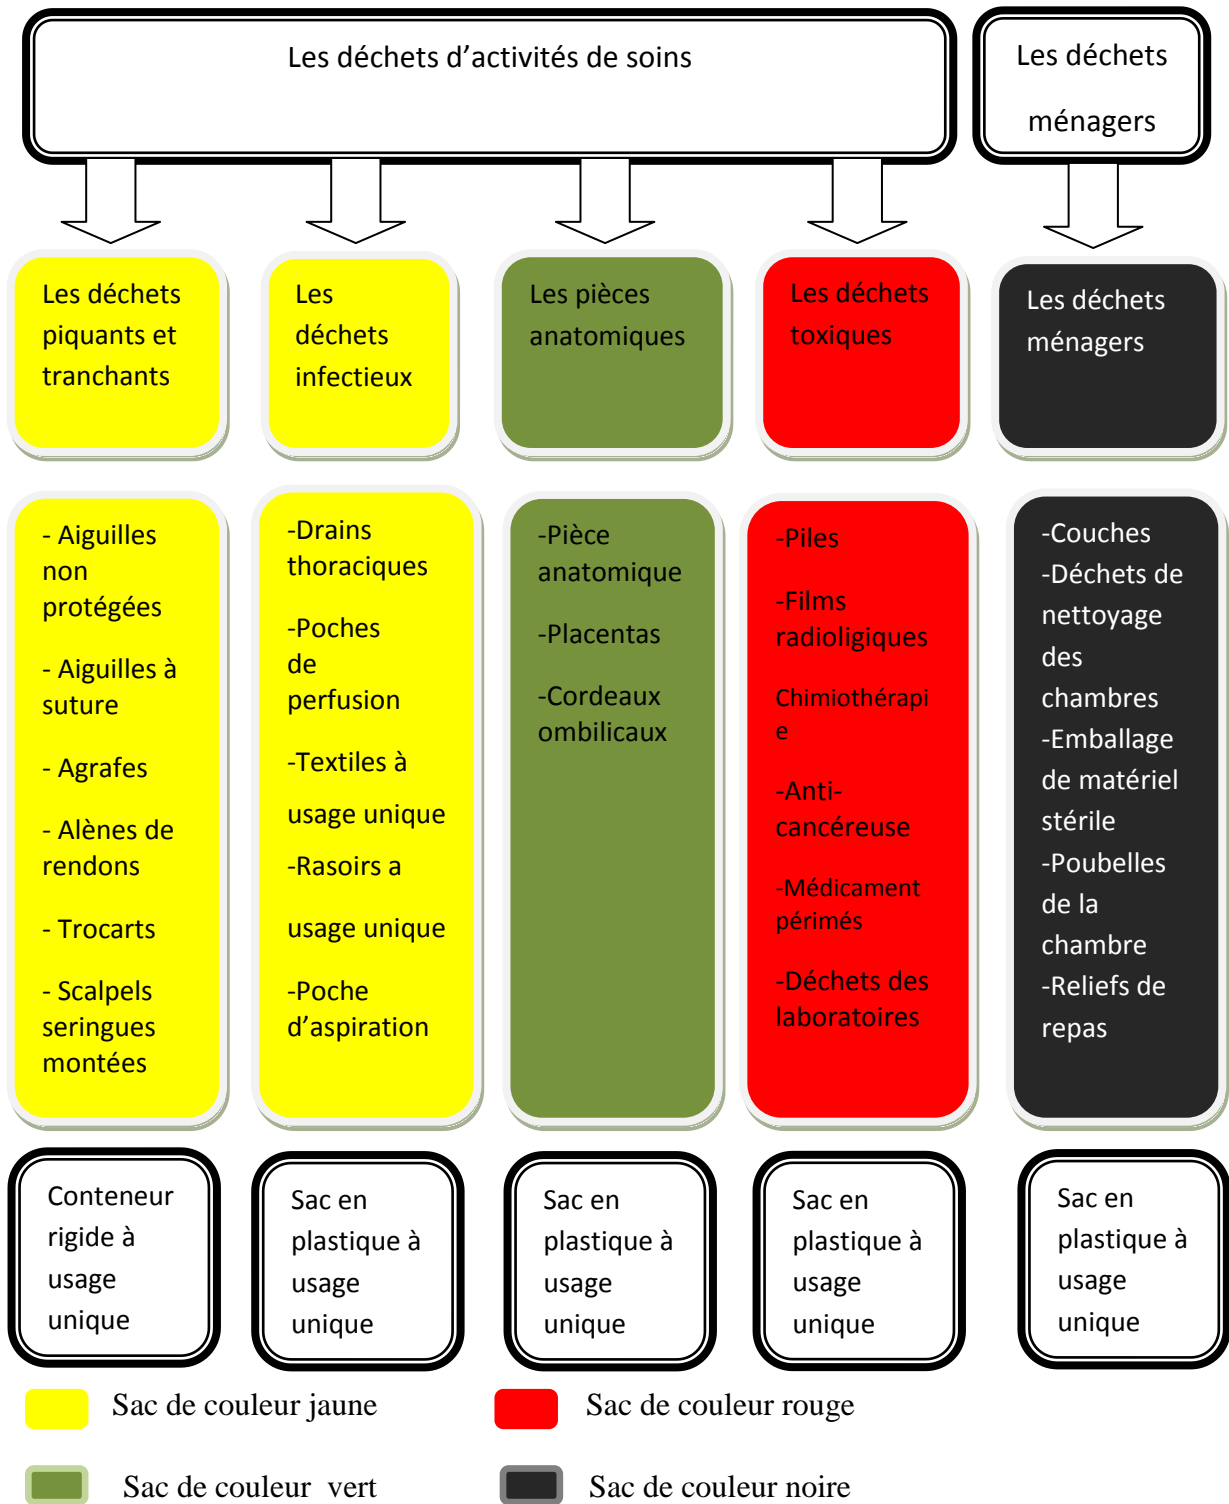 Les déchets d’activités de soins
Les déchets
ménagers
Les déchets
piquants et
tranchants
Les
déchets
infectieux
Les pièces
anatomiques
Les déchets
toxiques
Les déchets
ménagers
- Aiguilles
non
protégées
- Aiguilles à
suture
- Agrafes
- Alènes de
rendons
- Trocarts
- Scalpels
seringues
montées
-Drains
thoraciques
-Poches
de
perfusion
-Textiles à
usage unique
-Rasoirs a
usage unique
-Poche
d’aspiration
-Pièce
anatomique
-Placentas
-Cordeaux
ombilicaux
-Piles
-Films
radioligiques
Chimiothérapi
e
-Anti-
cancéreuse
-Médicament
périmés
-Déchets des
laboratoires
-Couches
-Déchets de
nettoyage
des
chambres
-Emballage
de matériel
stérile
-Poubelles
de la
chambre
-Reliefs de
repas
Conteneur
rigide à
usage
unique
Sac en
plastique à
usage
unique
Sac en
plastique à
usage
unique
Sac en
plastique à
usage
unique
Sac en
plastique à
usage
unique
Sac de couleur jaune
Sac de couleur rouge
Sac de couleur  vert
Sac de couleur noire